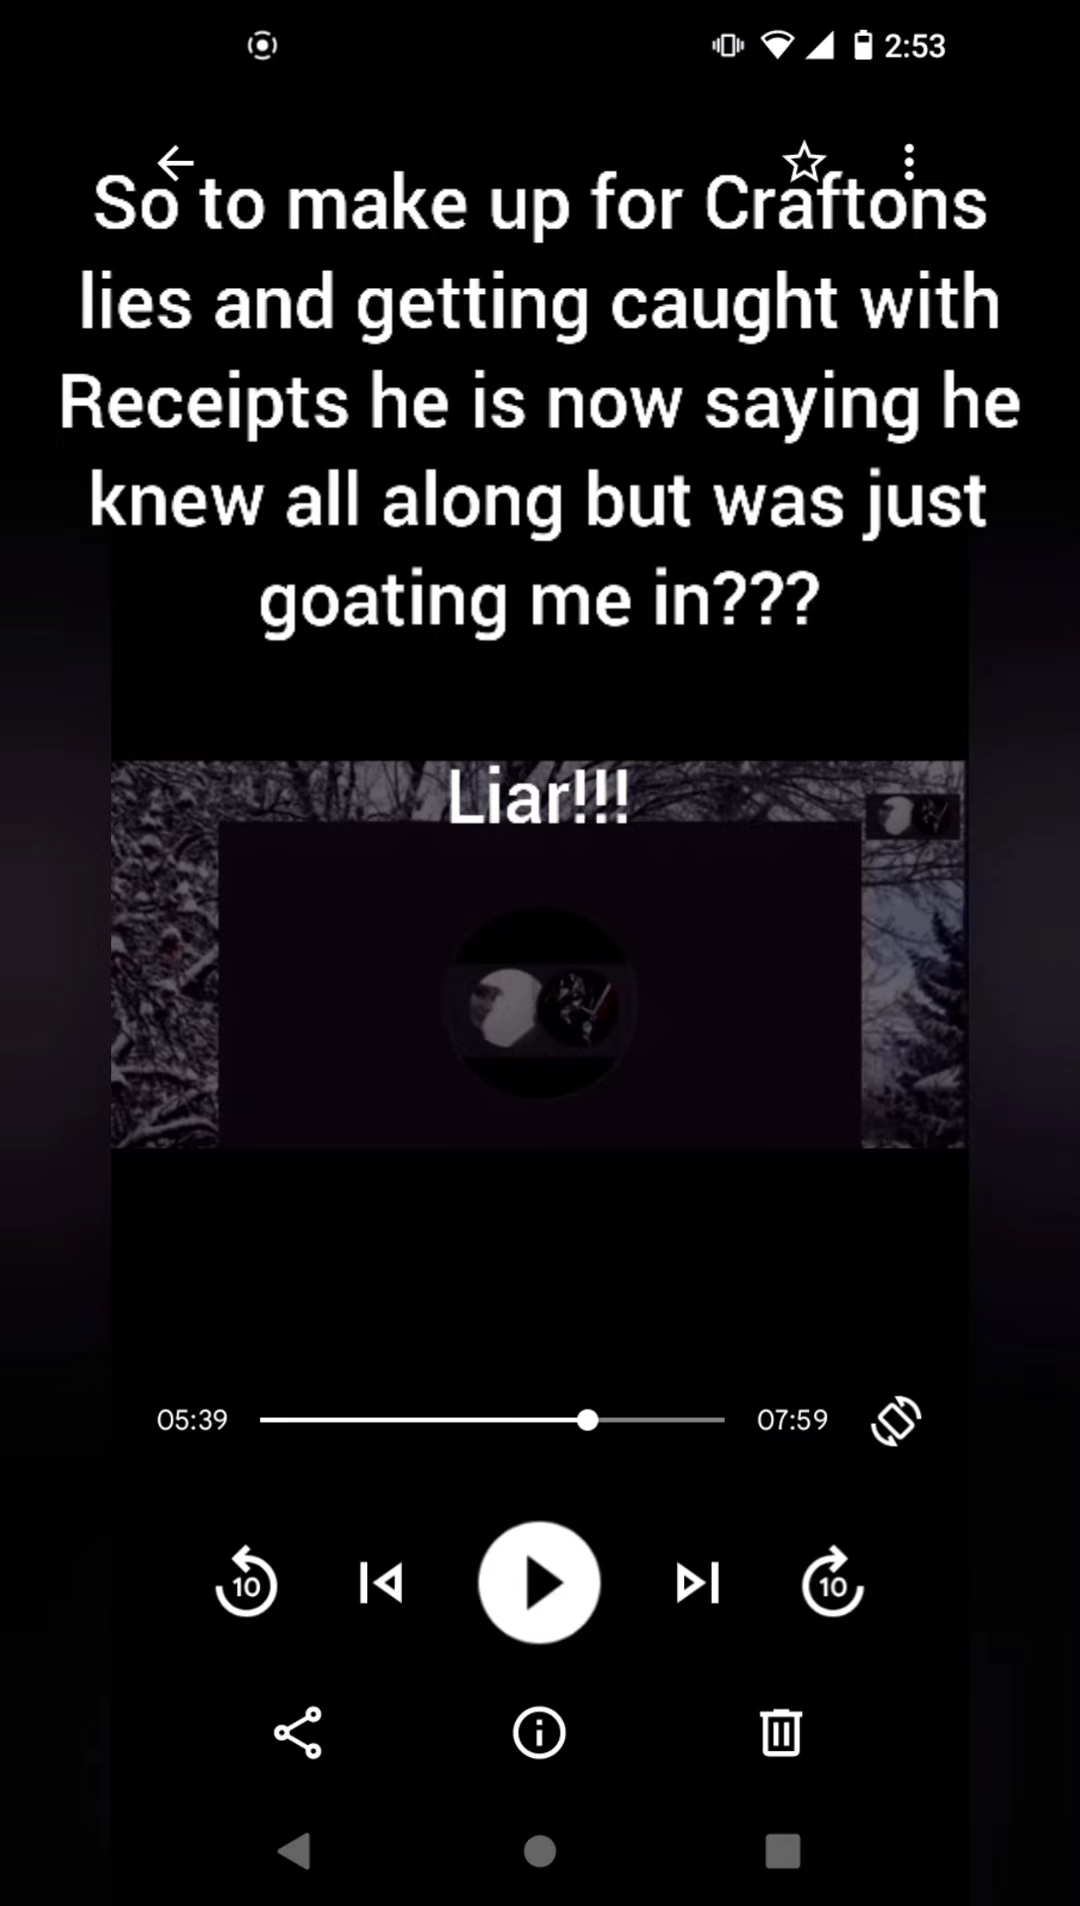 2:53
So to make up for Craftons
lies and getting caught with
Receipts he is now saying he
knew all along but was just
goating me in???
Liar!!!
05:39
07:59
10
10